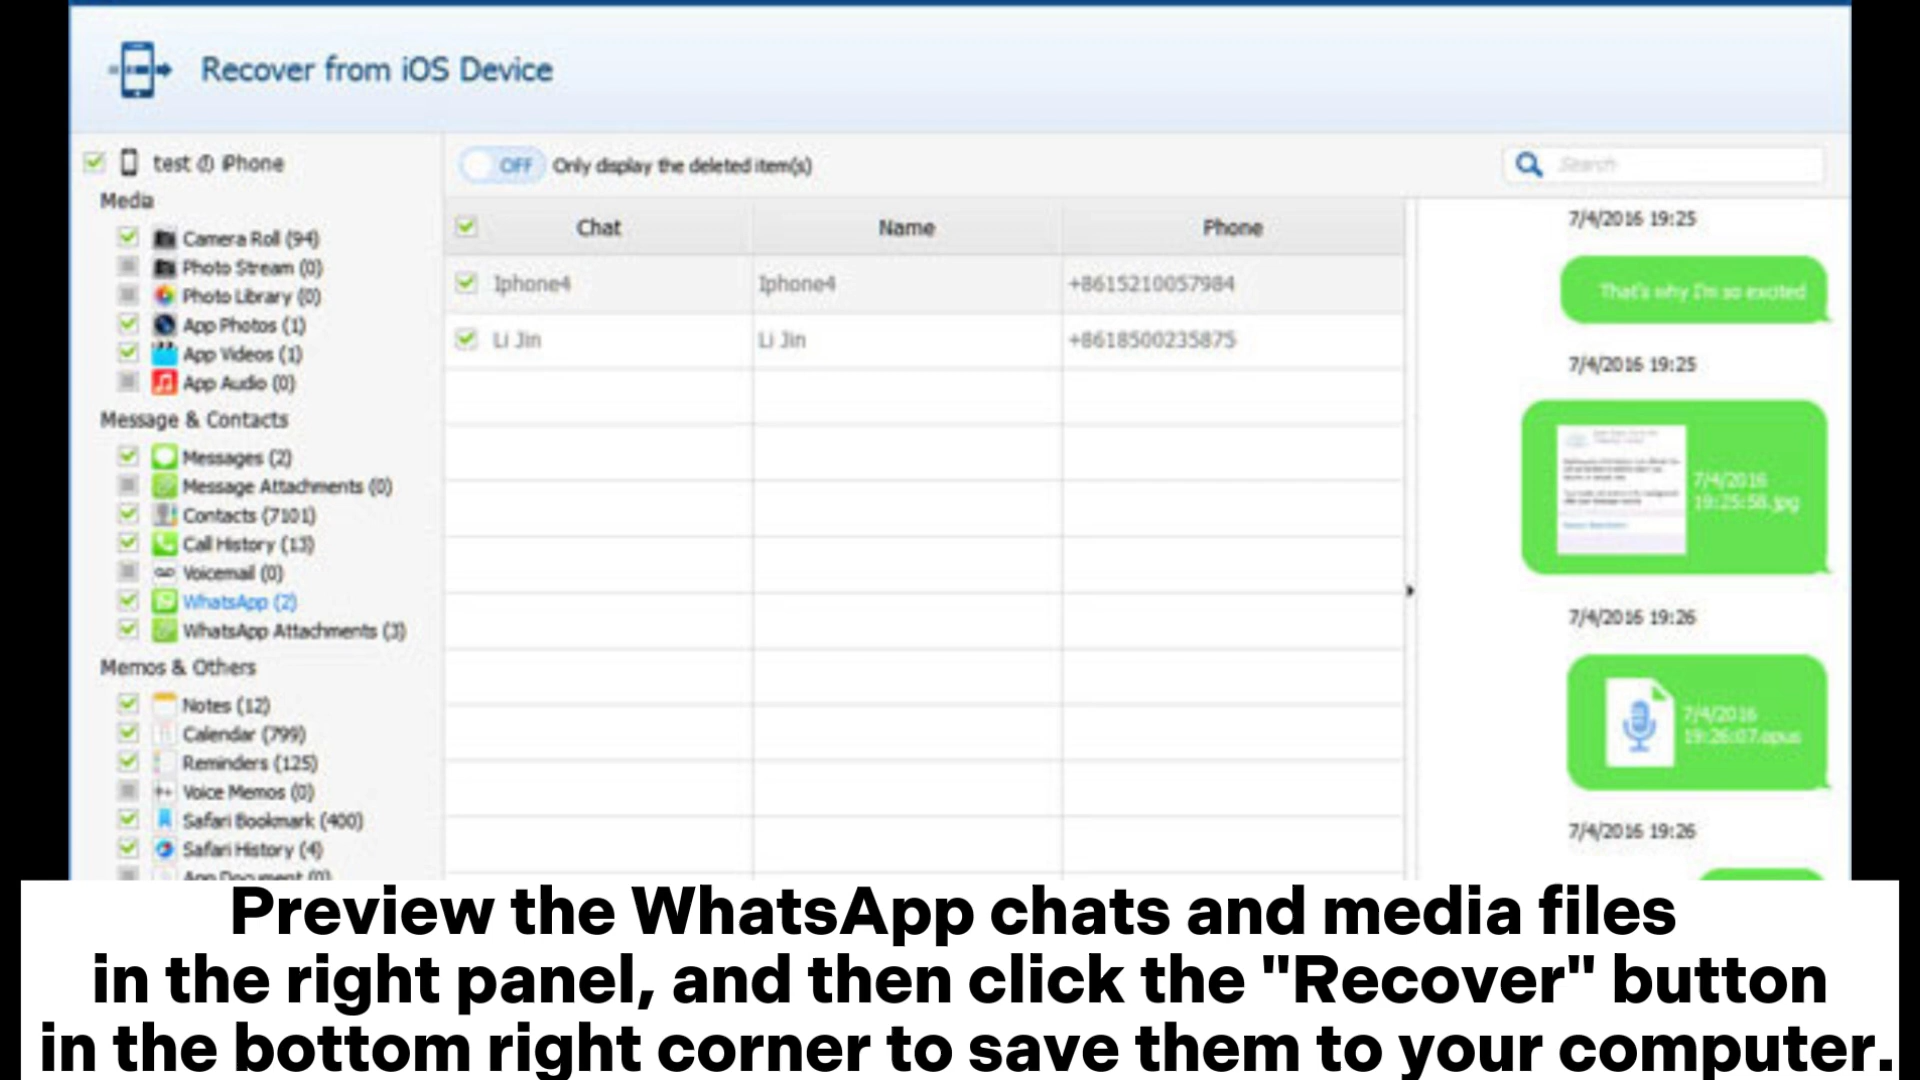 Recover from iOS Device
test की iPhone
Media
Camera Roll (94)
Photo Stream (0)
Photo Library (0)
App Photos (1)
App Videos (1)
App Audio (0)
Message & Contacts
Messages (2)
Message Attachments (0)
Contacts (7101)
Call History (13)
Voicemail (0)
WhatsApp (2)
WhatsApp Attachments (3)
Memos & Others
Notes (12)
Calendar (799)
Reminders (125)
Voice Memos (0)
Safari Bookmark (400)
Safari History (4)
App Document (0)
OFF Only display the deleted item(s)
Search
Chat Name Phone
Iphone4 Iphone4 +8615210057984
Li Jin Li Jin +8618500235875
7/4/2016 19:25
That's why I'm so excited
7/4/2016 19:25
7/4/2016
19:25:58.jpg
7/4/2016 19:26
7/4/2016
19:26:07.opus
7/4/2016 19:26
Preview the WhatsApp chats and media files
in the right panel, and then click the "Recover" button
in the bottom right corner to save them to your computer.